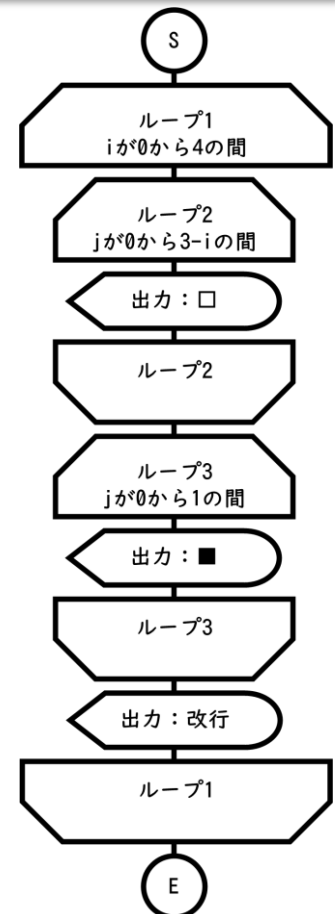 S
ループ1
iが0から4の間
ループ2
jが0から3-iの間
出力：□
ループ2
ループ3
jが0から1の間
出力：■
ループ3
出力：改行
ループ1
E